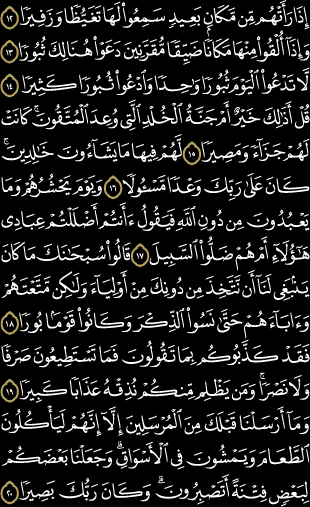 إِذَا رَأَتْهُم مِّن مَّكَانٍۭ بَعِيدٍ سَمِعُوا۟ لَهَا تَغَيُّظًا وَزَفِيرًا ١٢
وَإِذَآ أُلْقُوا۟ مِنْهَا مَكَانًا ضَيِّقًا مُّقَرَّنِينَ دَعَوْا۟ هُنَالِكَ ثُبُورًا ١٣
لَّا تَدْعُوا۟ ٱلْيَوْمَ ثُبُورًا وَٰحِدًا وَٱدْعُوا۟ ثُبُورًا كَثِيرًا ١٤
قُلْ أَذَٰلِكَ خَيْرٌ أَمْ جَنَّةُ ٱلْخُلْدِ ٱلَّتِى وُعِدَ ٱلْمُتَّقُونَ ۚ كَانَتْ
لَهُمْ جَزَآءً وَمَصِيرًا ١٥ لَّهُمْ فِيهَا مَا يَشَآءُونَ خَٰلِدِينَ ۚ
كَانَ عَلَىٰ رَبِّكَ وَعْدًا مَّسْـُٔولًا ١٦ وَيَوْمَ يَحْشُرُهُمْ وَمَا
يَعْبُدُونَ مِن دُونِ ٱللَّهِ فَيَقُولُ ءَأَنتُمْ أَضْلَلْتُمْ عِبَادِى
هَٰٓؤُلَآءِ أَمْ هُمْ ضَلُّوا۟ ٱلسَّبِيلَ ١٧ قَالُوا۟ سُبْحَٰنَكَ مَا كَانَ
يَنۢبَغِى لَنَآ أَن نَّتَّخِذَ مِن دُونِكَ مِنْ أَوْلِيَآءَ وَلَٰكِن مَّتَّعْتَهُمْ
وَءَابَآءَهُمْ حَتَّىٰ نَسُوا۟ ٱلذِّكْرَ وَكَانُوا۟ قَوْمًۢا بُورًا ١٨
فَقَدْ كَذَّبُوكُم بِمَا تَقُولُونَ فَمَا تَسْتَطِيعُونَ صَرْفًا
وَلَا نَصْرًا ۚ وَمَن يَظْلِم مِّنكُمْ نُذِقْهُ عَذَابًا كَبِيرًا ١٩
وَمَآ أَرْسَلْنَا قَبْلَكَ مِنَ ٱلْمُرْسَلِينَ إِلَّآ إِنَّهُمْ لَيَأْكُلُونَ
ٱلطَّعَامَ وَيَمْشُونَ فِى ٱلْأَسْوَاقِ ۗ وَجَعَلْنَا بَعْضَكُمْ
لِبَعْضٍ فِتْنَةً أَتَصْبِرُونَ ۗ وَكَانَ رَبُّكَ بَصِيرًا ٢٠